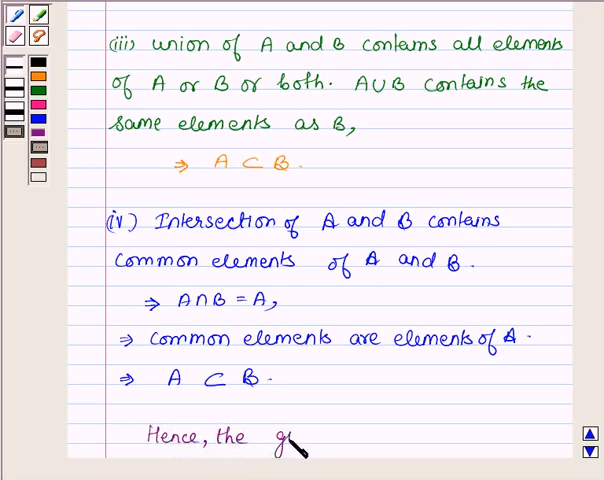 (iii) Union of A and B contains all elements
of A or B or both. A∪B contains the
same elements as B,
⇒ A ⊂ B.
(iv) Intersection of A and B contains
common elements of A and B.
⇒ A∩B = A,
⇒ common elements are elements of A.
⇒ A ⊂ B.
Hence, the